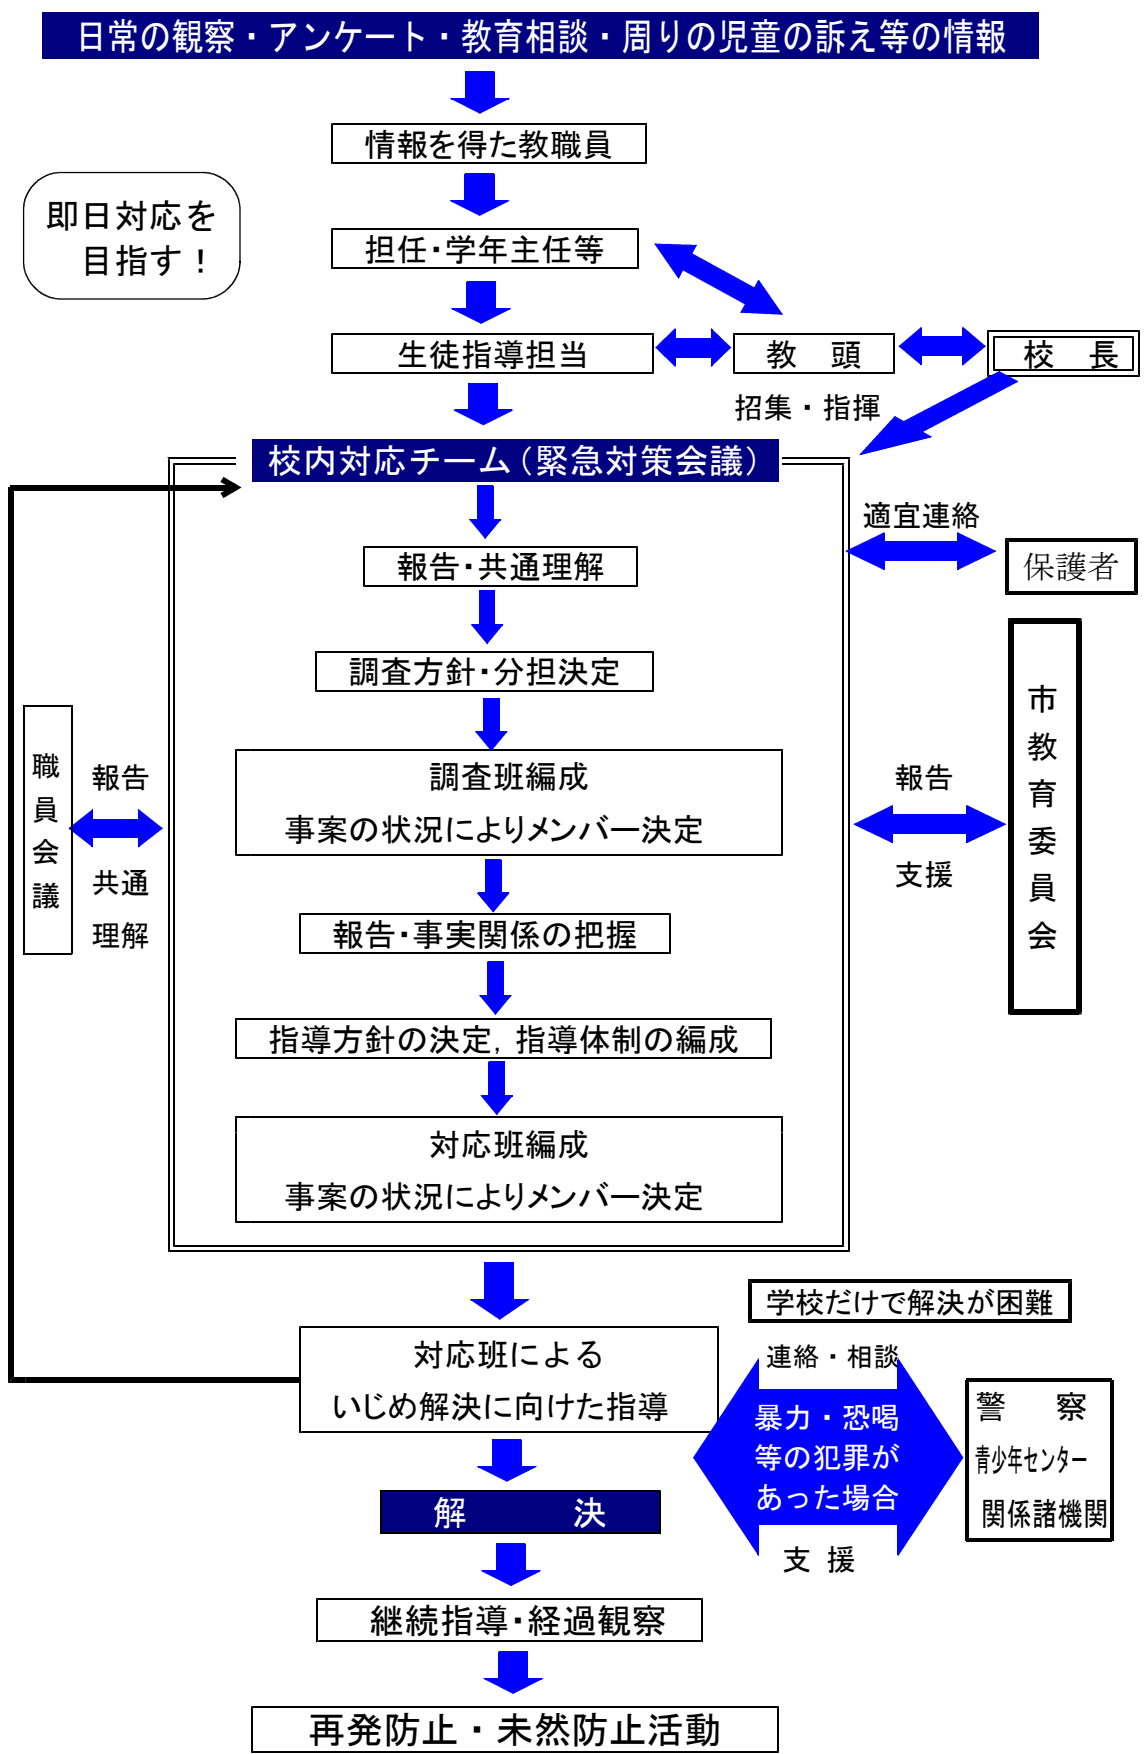 日常の観察・アンケート・教育相談・周りの児童の訴え等の情報
情報を得た教職員
即日対応を
目指す！
担任・学年主任等
生徒指導担当
教　頭
校　長
招集・指揮
校内対応チーム（緊急対策会議）
適宜連絡
保護者
報告・共通理解
調査方針・分担決定
市教育委員会
職員会議
報告
共通
理解
調査班編成
事案の状況によりメンバー決定
報告
支援
報告・事実関係の把握
指導方針の決定，指導体制の編成
対応班編成
事案の状況によりメンバー決定
学校だけで解決が困難
対応班による
いじめ解決に向けた指導
連絡・相談
暴力・恐喝
等の犯罪が
あった場合
支 援
警　察
青少年センター
関係諸機関
解　　　決
継続指導・経過観察
再発防止・未然防止活動